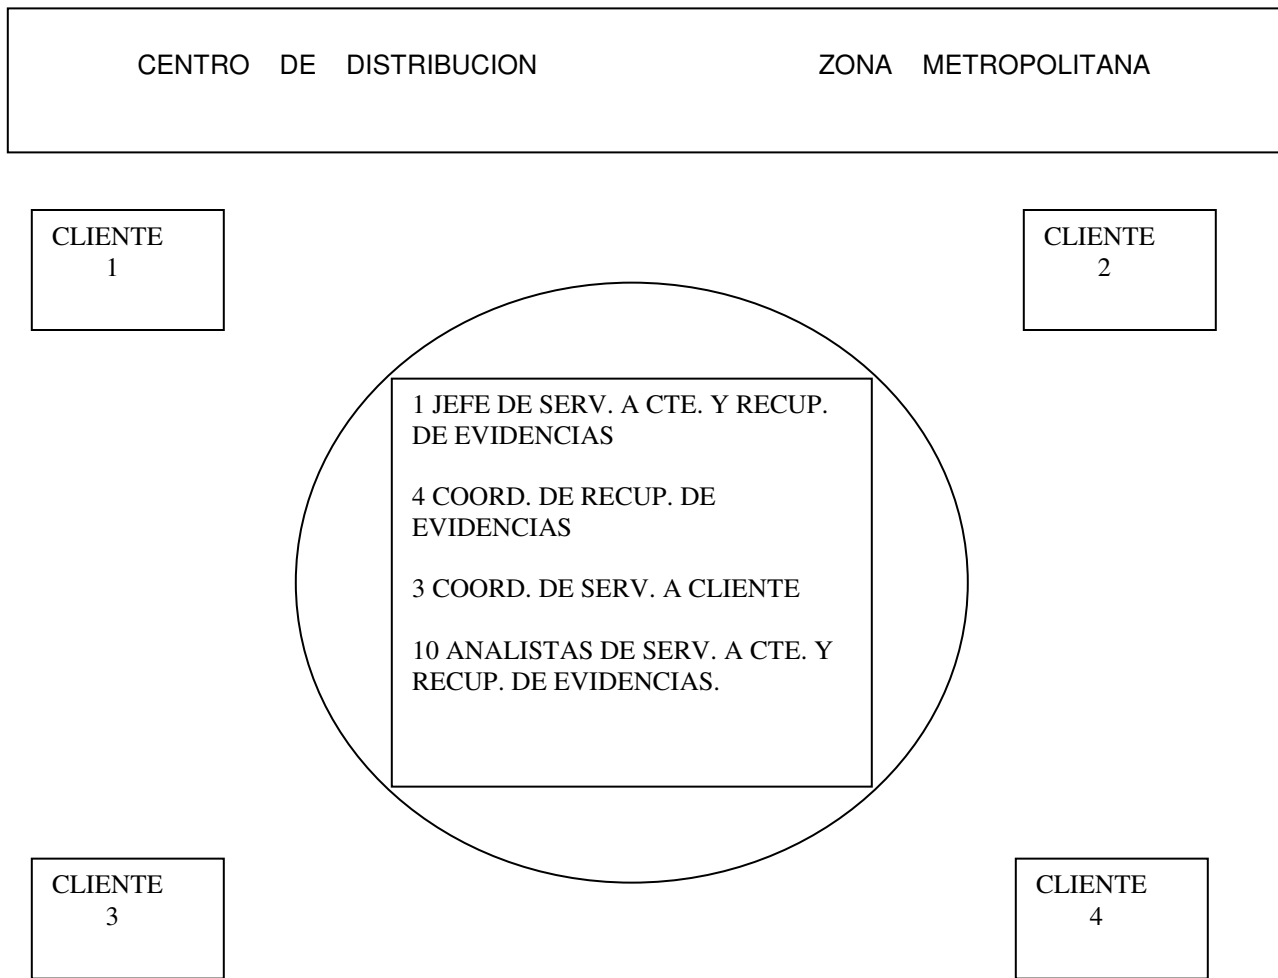 CENTRO DE DISTRIBUCION ZONA METROPOLITANA
CLIENTE
1
CLIENTE
2
1 JEFE DE SERV. A CTE. Y RECUP.
DE EVIDENCIAS
4 COORD. DE RECUP. DE
EVIDENCIAS
3 COORD. DE SERV. A CLIENTE
10 ANALISTAS DE SERV. A CTE. Y
RECUP. DE EVIDENCIAS.
CLIENTE
3
CLIENTE
4